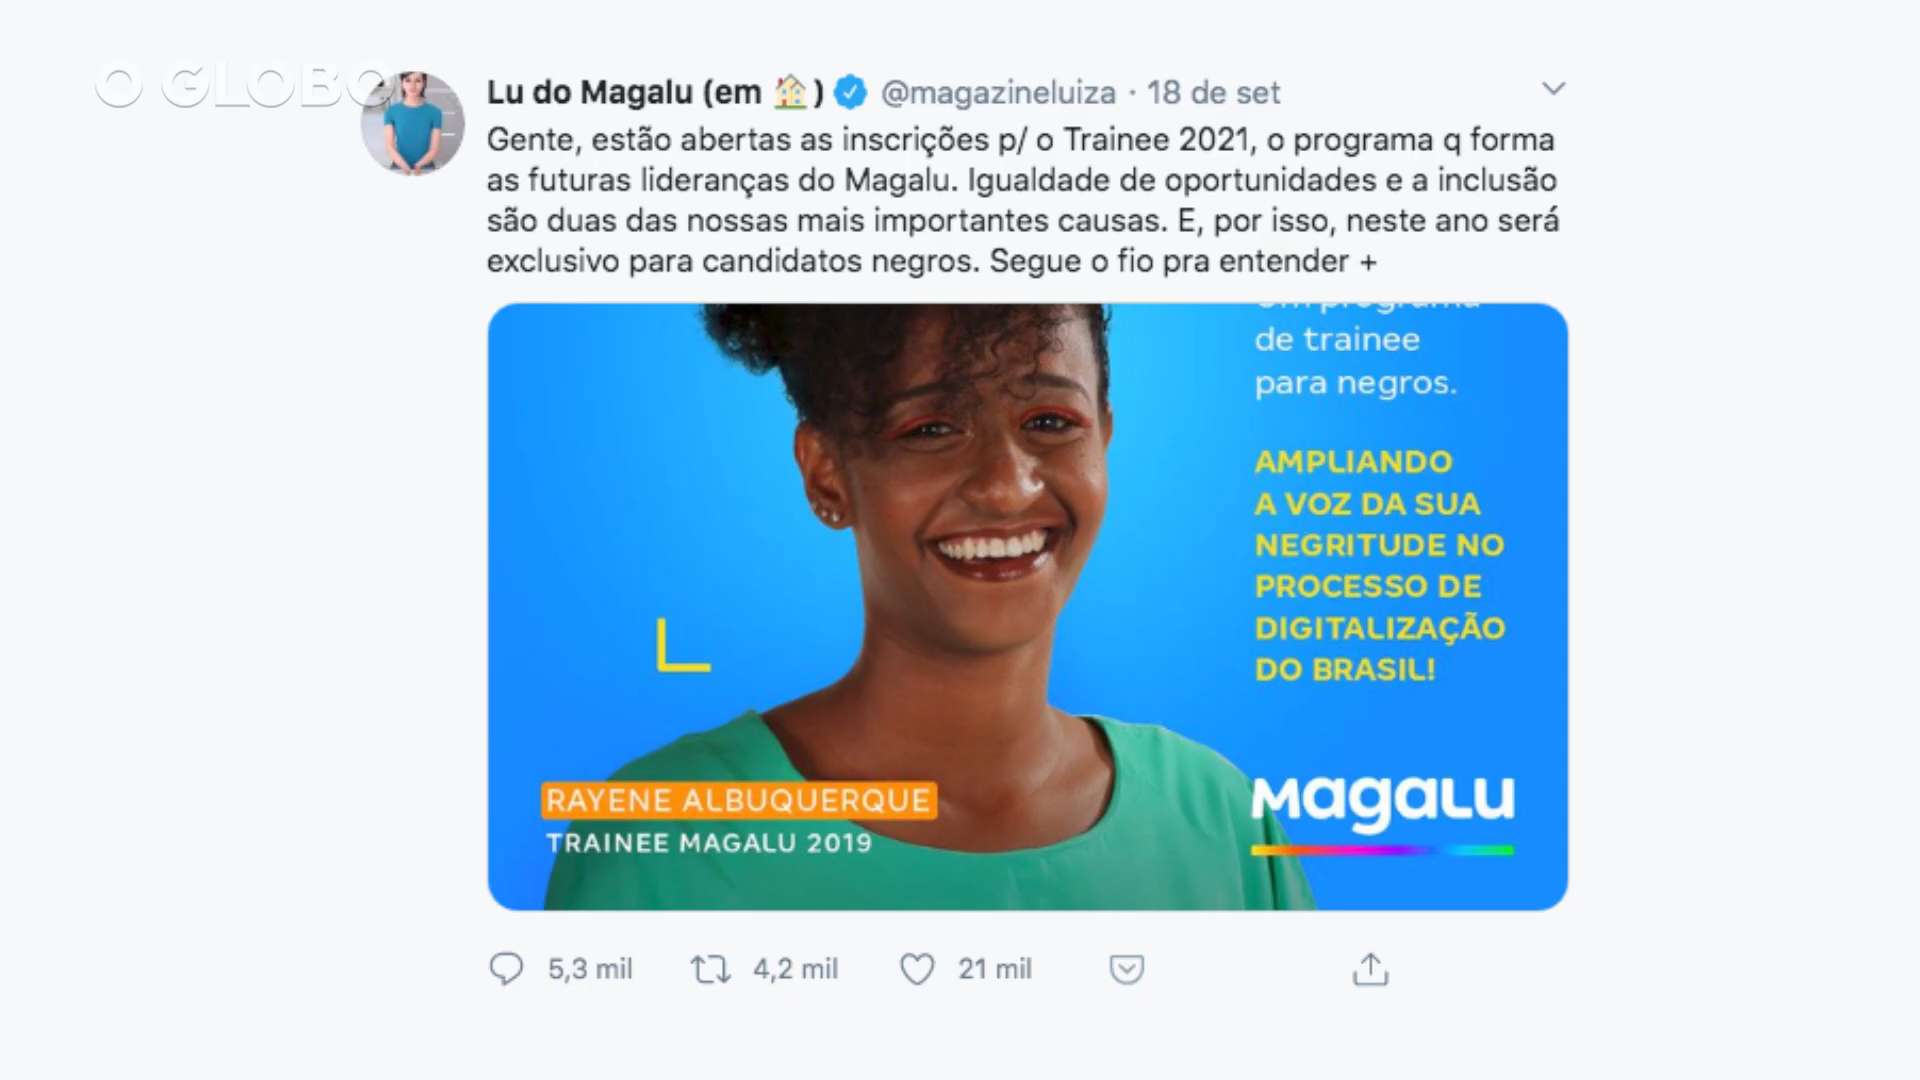 O GLOBO
Lu do Magalu (em 🏠) @magazineluiza · 18 de set
Gente, estão abertas as inscrições p/ o Trainee 2021, o programa q forma
as futuras lideranças do Magalu. Igualdade de oportunidades e a inclusão
são duas das nossas mais importantes causas. E, por isso, neste ano será
exclusivo para candidatos negros. Segue o fio pra entender +
programa
de trainee
para negros.
AMPLIANDO
A VOZ DA SUA
NEGRITUDE NO
PROCESSO DE
DIGITALIZAÇÃO
DO BRASIL!
RAYENE ALBUQUERQUE
TRAINEE MAGALU 2019
Magalu
5,3 mil 4,2 mil 21 mil